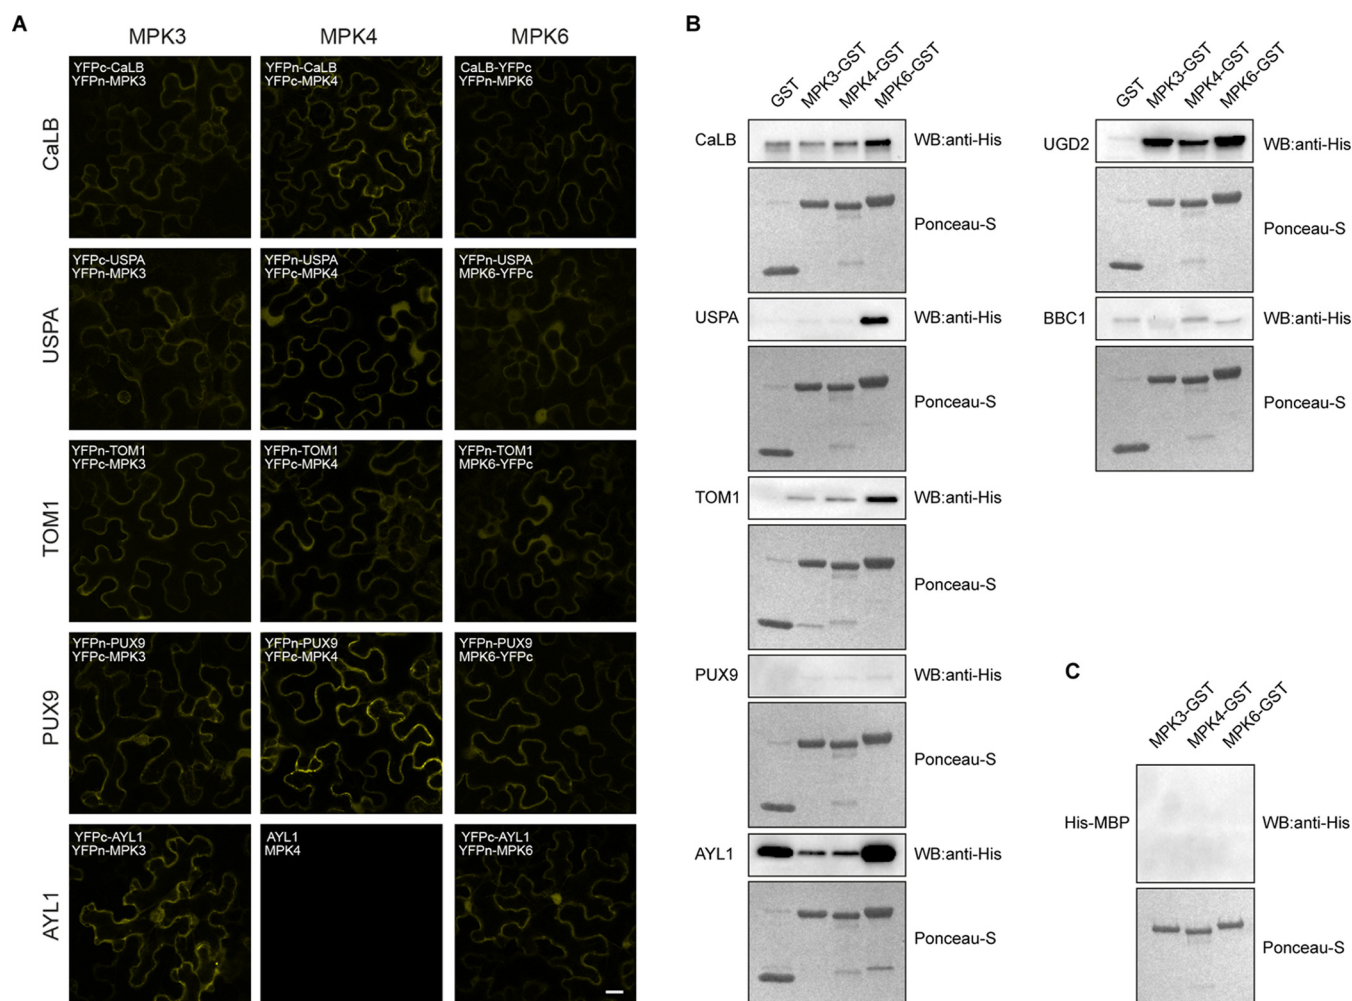 A
MPK3
MPK4
MPK6
CaLB
YFPc-CaLB
YFPn-MPK3
YFPn-CaLB
YFPc-MPK4
CaLB-YFPc
YFPn-MPK6
USPA
YFPc-USPA
YFPn-MPK3
YFPn-USPA
YFPc-MPK4
YFPn-USPA
MPK6-YFPc
TOM1
YFPn-TOM1
YFPc-MPK3
YFPn-TOM1
YFPc-MPK4
YFPn-TOM1
MPK6-YFPc
PUX9
YFPn-PUX9
YFPc-MPK3
YFPn-PUX9
YFPc-MPK4
YFPn-PUX9
MPK6-YFPc
AYL1
YFPc-AYL1
YFPn-MPK3
AYL1
MPK4
YFPc-AYL1
YFPn-MPK6
B
GST
MPK3-GST
MPK4-GST
MPK6-GST
CaLB
WB:anti-His
Ponceau-S
USPA
WB:anti-His
Ponceau-S
TOM1
WB:anti-His
Ponceau-S
PUX9
WB:anti-His
Ponceau-S
AYL1
WB:anti-His
Ponceau-S
GST
MPK3-GST
MPK4-GST
MPK6-GST
UGD2
WB:anti-His
Ponceau-S
BBC1
WB:anti-His
Ponceau-S
C
MPK3-GST
MPK4-GST
MPK6-GST
His-MBP
WB:anti-His
Ponceau-S